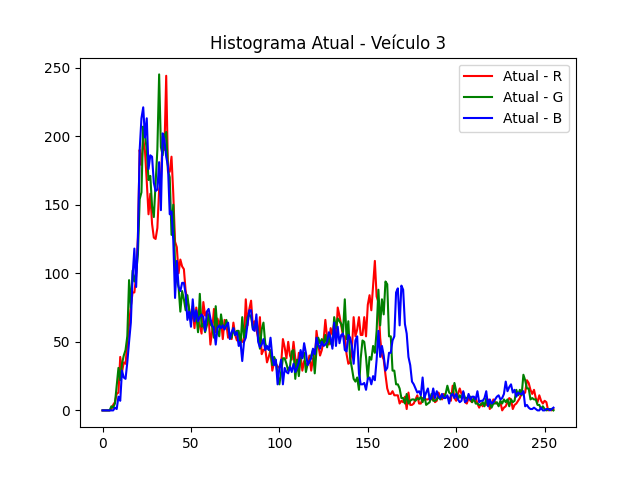 Histograma Atual - Veículo 3
Atual - R
Atual - G
Atual - B
250
200
150
100
50
0
0 50 100 150 200 250